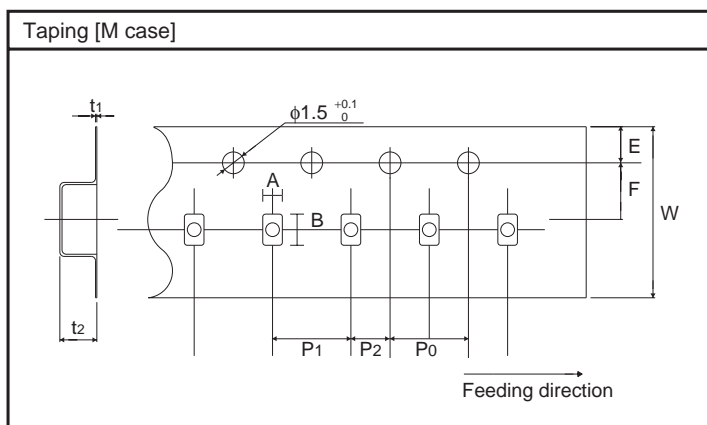 Taping [M case]
t1
ϕ1.5 +0.1 0
E
A
F
B
W
t2
P1 P2 P0
Feeding direction